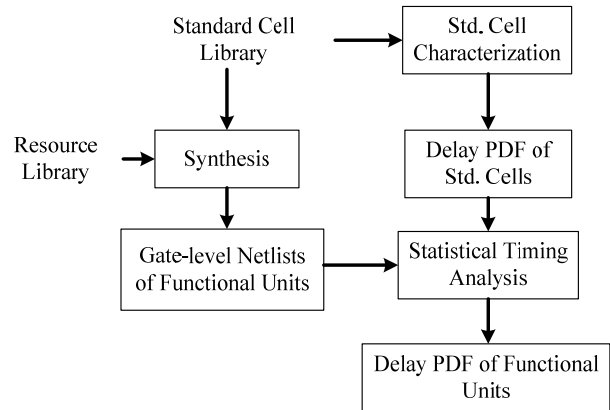 Standard Cell
Library
Std. Cell
Characterization
Resource
Library
Synthesis
Delay PDF of
Std. Cells
Gate-level Netlists
of Functional Units
Statistical Timing
Analysis
Delay PDF of Functional
Units